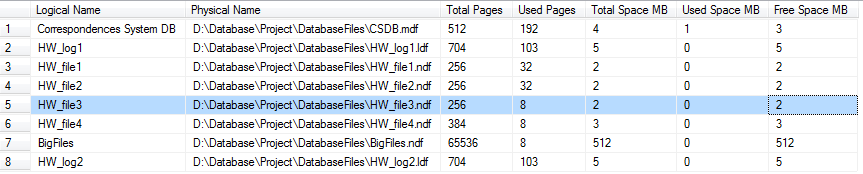 Logical Name Physical Name Total Pages Used Pages Total Space MB Used Space MB Free Space MB
1 Correspondences System DB D:\Database\Project\DatabaseFiles\CSDB.mdf 512 192 4 1 3
2 HW_log1 D:\Database\Project\DatabaseFiles\HW_log1.ldf 704 103 5 0 5
3 HW_file1 D:\Database\Project\DatabaseFiles\HW_file1.ndf 256 32 2 0 2
4 HW_file2 D:\Database\Project\DatabaseFiles\HW_file2.ndf 256 32 2 0 2
5 HW_file3 D:\Database\Project\DatabaseFiles\HW_file3.ndf 256 8 2 0 2
6 HW_file4 D:\Database\Project\DatabaseFiles\HW_file4.ndf 384 8 3 0 3
7 BigFiles D:\Database\Project\DatabaseFiles\BigFiles.ndf 65536 8 512 0 512
8 HW_log2 D:\Database\Project\DatabaseFiles\HW_log2.ldf 704 103 5 0 5